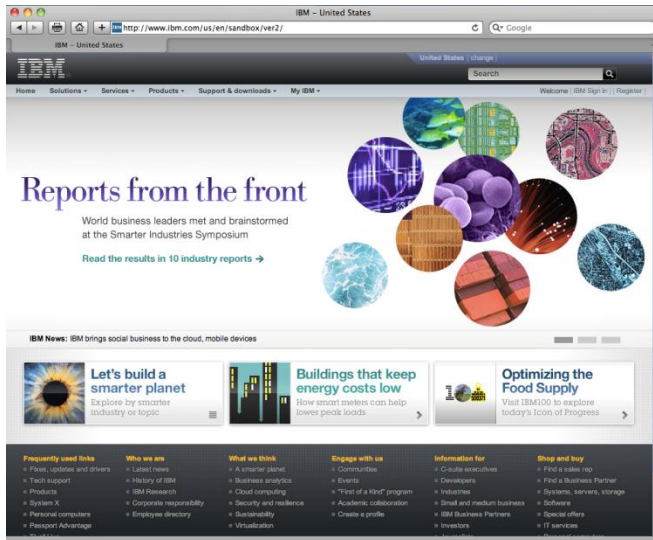 IBM – United States
http://www.ibm.com/us/en/sandbox/ver2/
Google
IBM – United States
United States | change |
IBM
Search
Home Solutions Services Products Support & downloads My IBM Welcome | IBM Sign in | | Register |
Reports from the front
World business leaders met and brainstormed
at the Smarter Industries Symposium
Read the results in 10 industry reports →
IBM News: IBM brings social business to the cloud, mobile devices
Let's build a
smarter planet
Explore by smarter
industry or topic
Buildings that keep
energy costs low
How smart meters can help
lower peak loads
Optimizing the
Food Supply
Visit IBM100 to explore
today's Icon of Progress
Frequently used links
Fixes, updates and drivers
Tech support
Products
System X
Personal computers
Passport Advantage
Who we are
Latest news
History of IBM
IBM Research
Corporate responsibility
Employee directory
What we think
A smarter planet
Business analytics
Cloud computing
Security and resilience
Sustainability
Virtualization
Engage with us
Communities
Events
"First of a Kind" program
Academic collaboration
Create a profile
Information for
C-suite executives
Developers
Industries
Small and medium business
IBM Business Partners
Investors
Shop and buy
Find a sales rep
Find a Business Partner
Systems, servers, storage
Software
Special offers
IT services